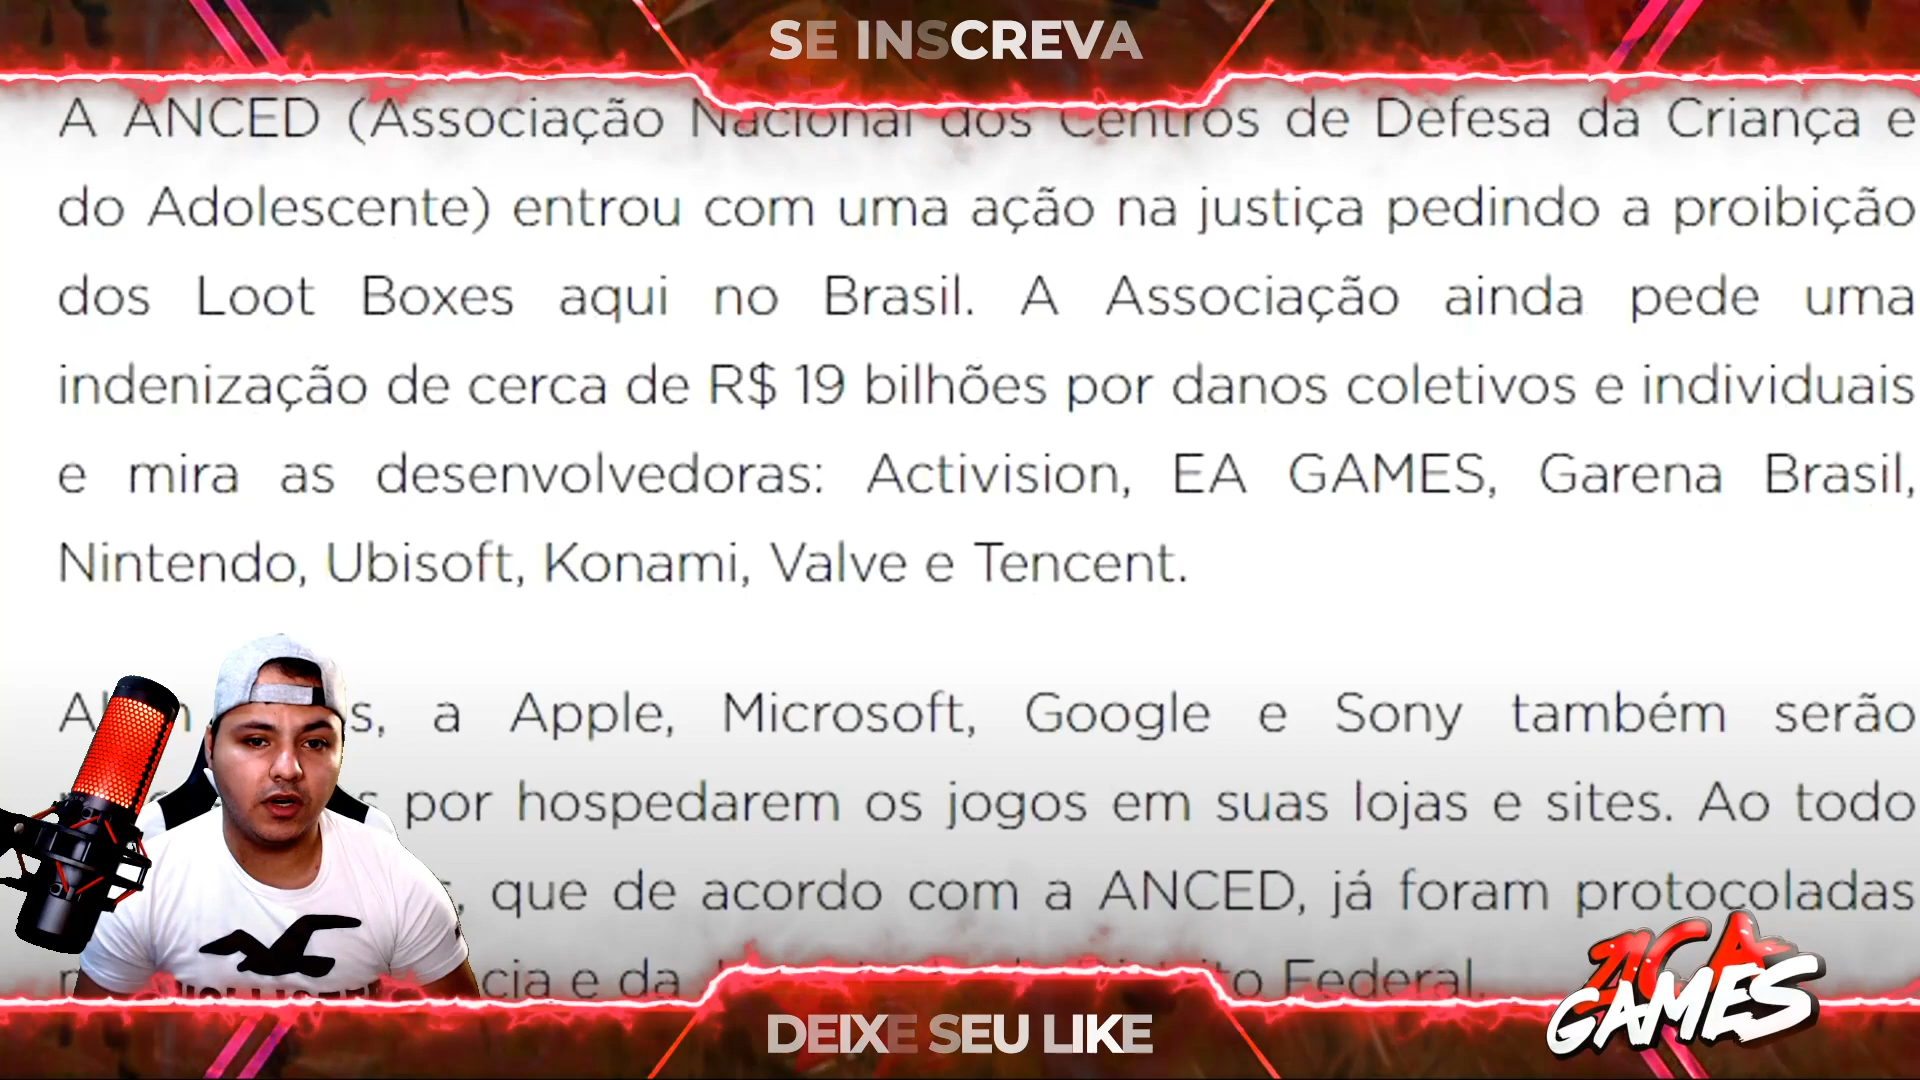 SE INSCREVA
A ANCED (Associação Nacional dos Centros de Defesa da Criança e
do Adolescente) entrou com uma ação na justiça pedindo a proibição
dos Loot Boxes aqui no Brasil. A Associação ainda pede uma
indenização de cerca de R$ 19 bilhões por danos coletivos e individuais
e mira as desenvolvedoras: Activision, EA GAMES, Garena Brasil,
Nintendo, Ubisoft, Konami, Valve e Tencent.
a Apple, Microsoft, Google e Sony também serão
por hospedarem os jogos em suas lojas e sites. Ao todo
que de acordo com a ANCED, já foram protocoladas
e da Federal.
DEIXE SEU LIKE
ZCA
GAMES